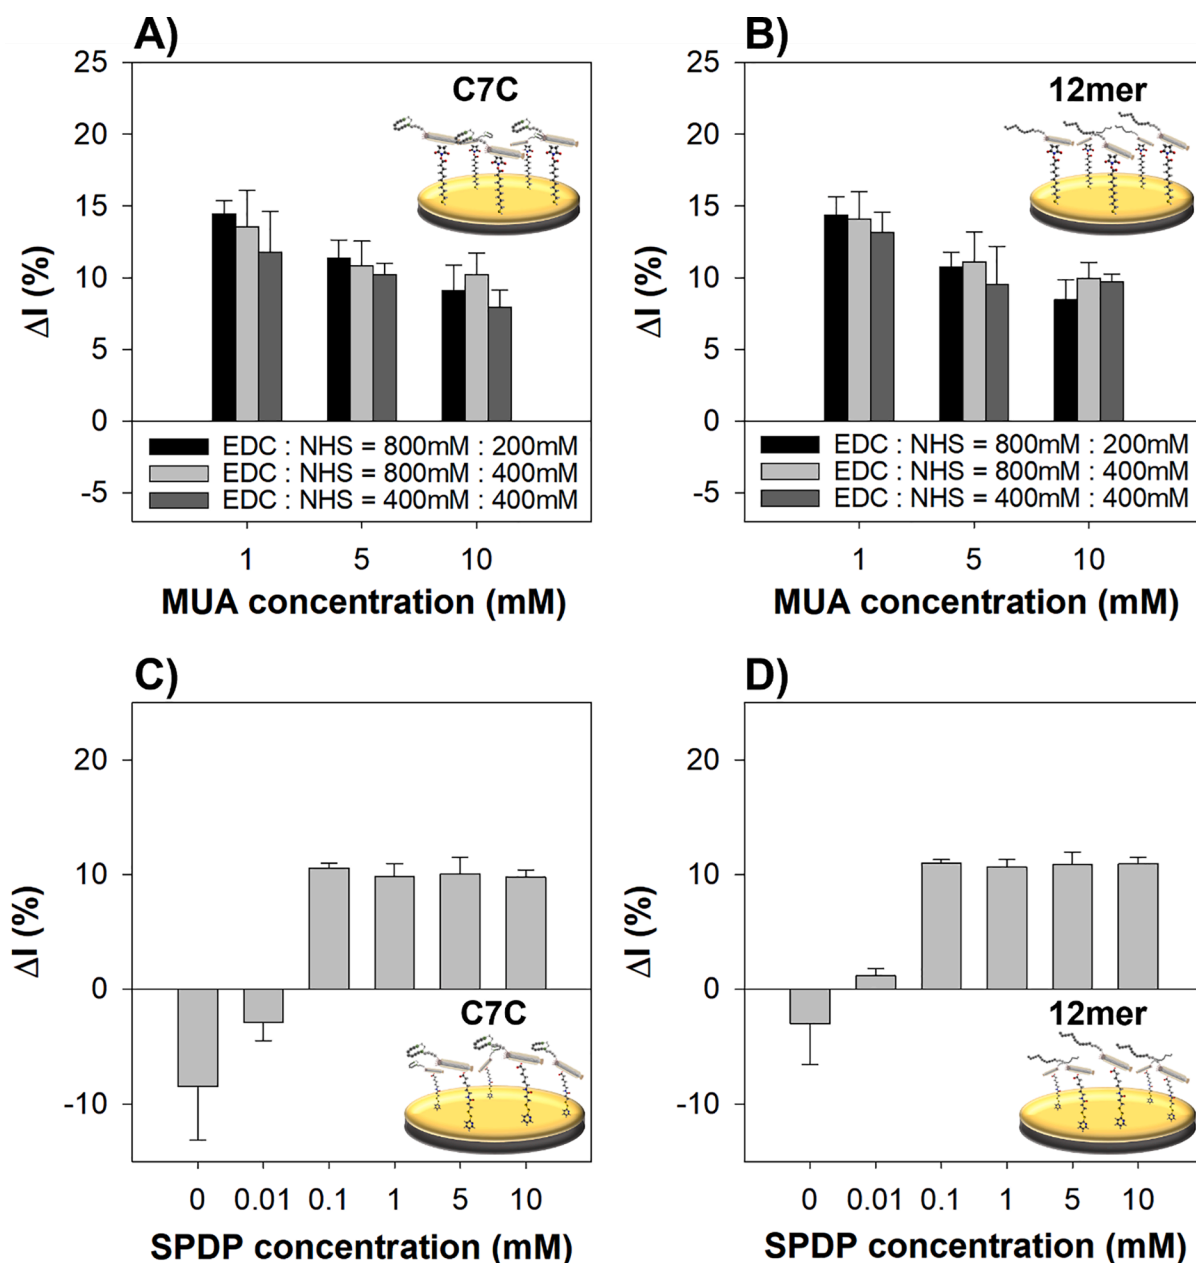 A)
25
20
15
10
5
0
-5
ΔI (%)
C7C
EDC : NHS = 800mM : 200mM
EDC : NHS = 800mM : 400mM
EDC : NHS = 400mM : 400mM
1 5 10
MUA concentration (mM)
B)
25
20
15
10
5
0
-5
ΔI (%)
12mer
EDC : NHS = 800mM : 200mM
EDC : NHS = 800mM : 400mM
EDC : NHS = 400mM : 400mM
1 5 10
MUA concentration (mM)
C)
20
10
0
-10
ΔI (%)
C7C
0 0.01 0.1 1 5 10
SPDP concentration (mM)
D)
20
10
0
-10
ΔI (%)
12mer
0 0.01 0.1 1 5 10
SPDP concentration (mM)